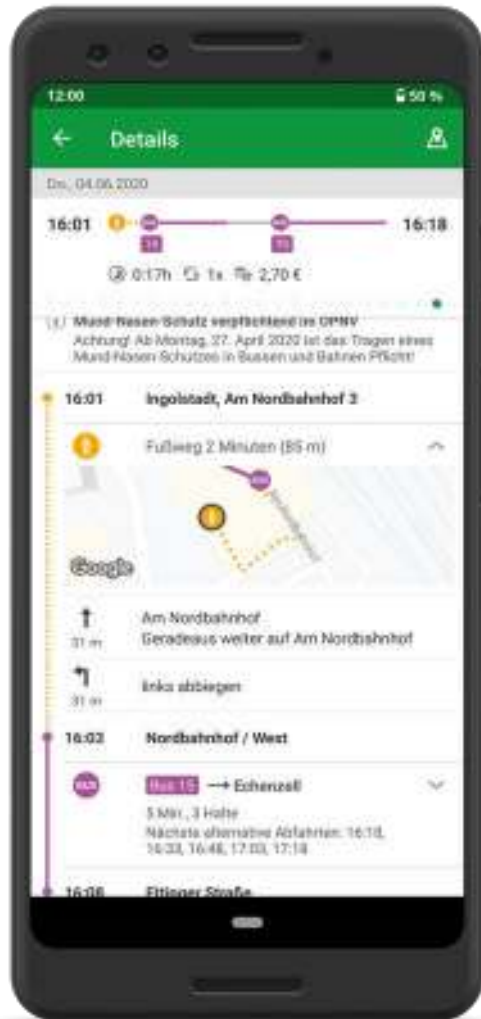 12:00 50 %
Details
Do., 04.06.2020
16:01 16:18
0:17h 1x 2,70 €
Mund-Nasen-Schutz verpflichtend im ÖPNV
Achtung! Ab Montag, 27. April 2020 ist das Tragen eines
Mund-Nasen-Schutzes in Bussen und Bahnen Pflicht!
16:01 Ingolstadt, Am Nordbahnhof 3
Fußweg 2 Minuten (85 m)
Am Nordbahnhof
Google
Am Nordbahnhof
31 m Geradeaus weiter auf Am Nordbahnhof
links abbiegen
31 m
16:03 Nordbahnhof / West
BUS Bus 15 → Echenzell
5 Min., 3 Halte
Nächste alternative Abfahrten: 16:18,
16:33, 16:48, 17:03, 17:18
16:08 Ettinger Straße